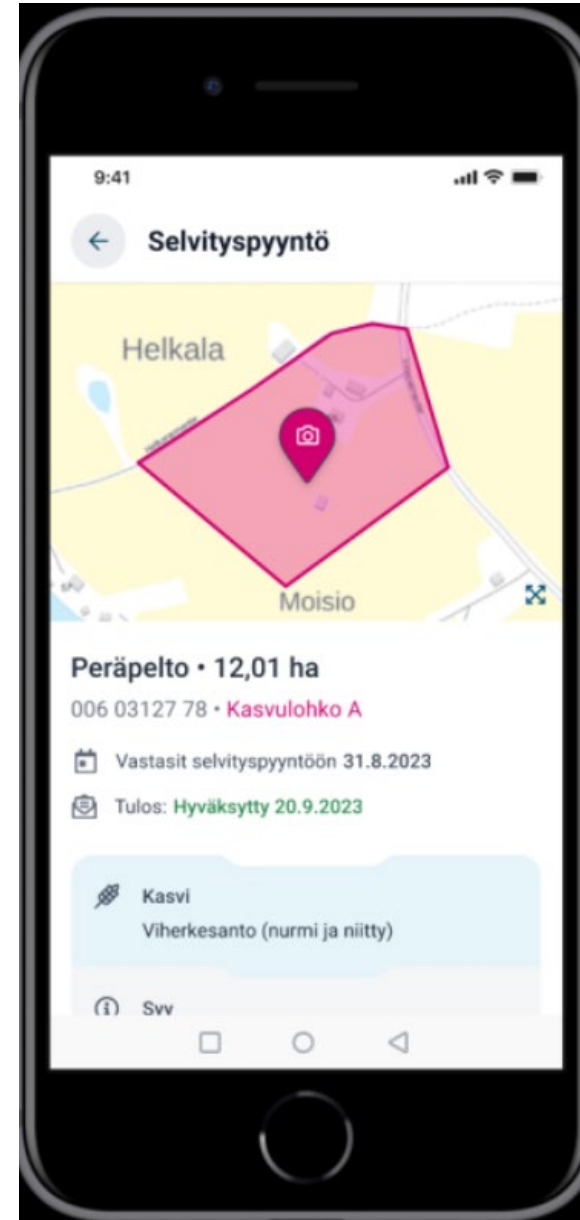 9:41
Selvityspyyntö
Helkala
Moisio
Peräpelto • 12,01 ha
006 03127 78 • Kasvulohko A
Vastasit selvityspyyntöön 31.8.2023
Tulos: Hyväksytty 20.9.2023
Kasvi
Viherkesanto (nurmi ja niitty)
Syy